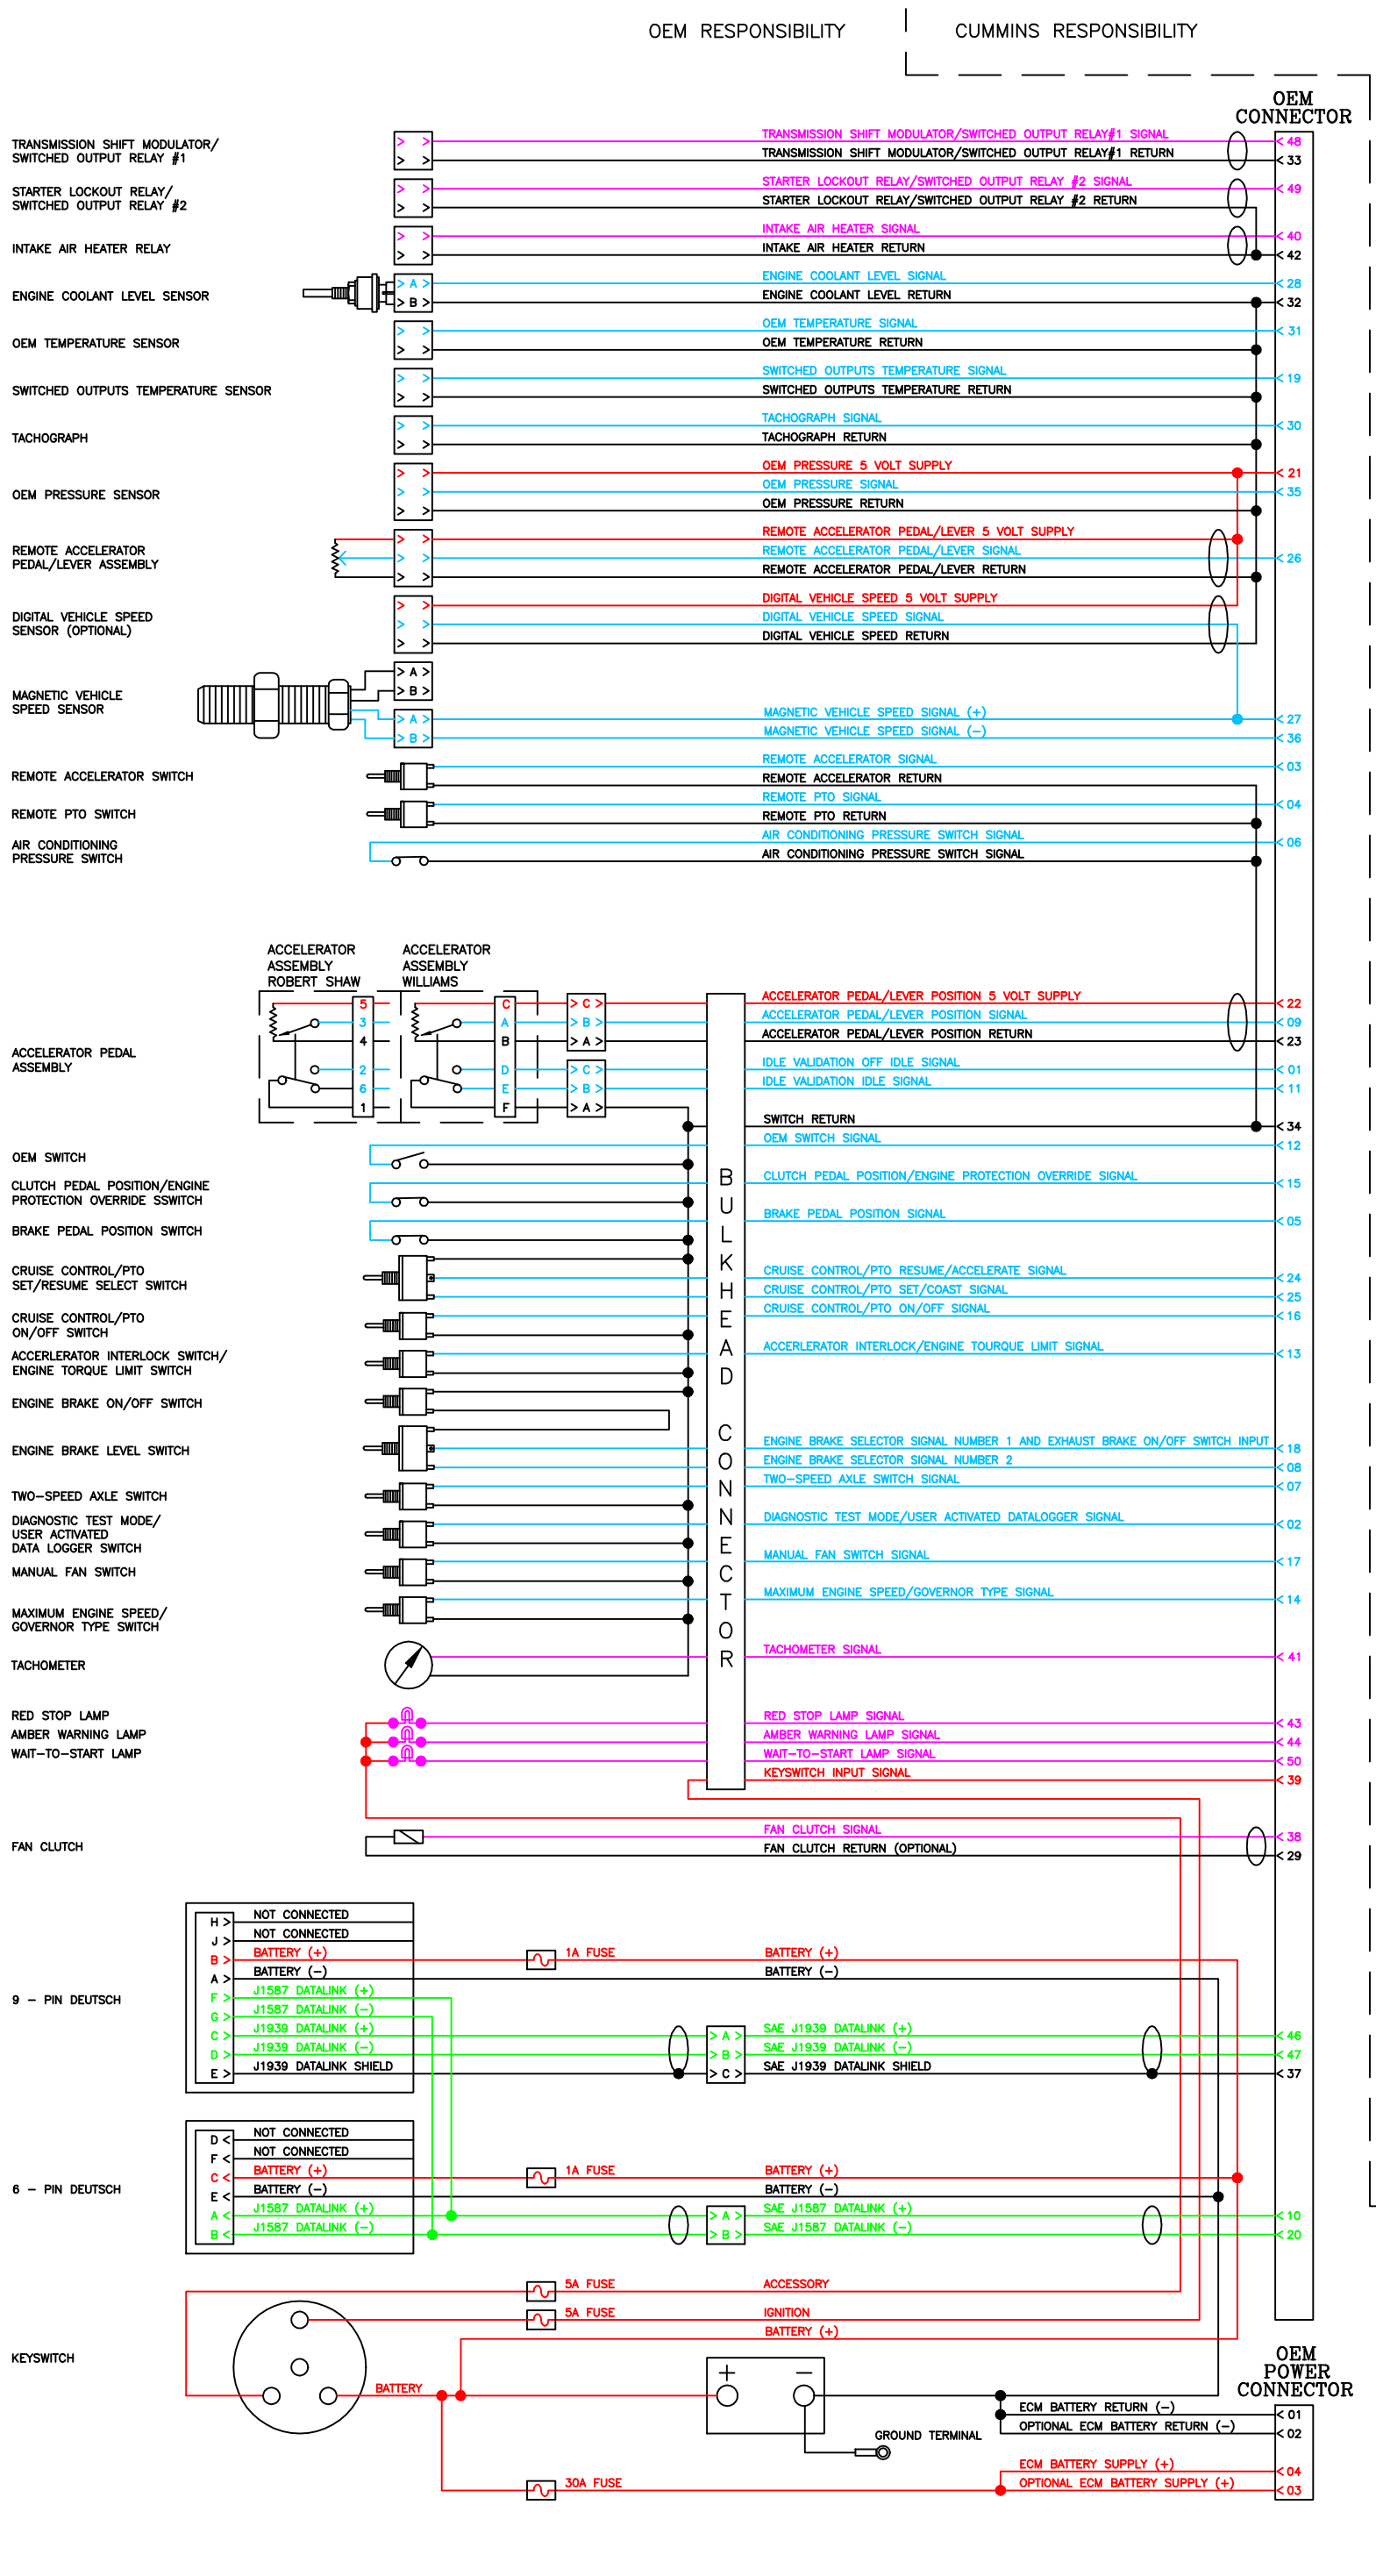 OEM RESPONSIBILITY
CUMMINS RESPONSIBILITY
OEM
CONNECTOR
TRANSMISSION SHIFT MODULATOR/
SWITCHED OUTPUT RELAY #1
> >
> >
TRANSMISSION SHIFT MODULATOR/SWITCHED OUTPUT RELAY#1 SIGNAL
< 48
TRANSMISSION SHIFT MODULATOR/SWITCHED OUTPUT RELAY#1 RETURN
< 33
STARTER LOCKOUT RELAY/
SWITCHED OUTPUT RELAY #2
> >
> >
STARTER LOCKOUT RELAY/SWITCHED OUTPUT RELAY #2 SIGNAL
< 49
STARTER LOCKOUT RELAY/SWITCHED OUTPUT RELAY #2 RETURN
INTAKE AIR HEATER RELAY
> >
> >
INTAKE AIR HEATER SIGNAL
< 40
INTAKE AIR HEATER RETURN
< 42
ENGINE COOLANT LEVEL SENSOR
> A >
> B >
ENGINE COOLANT LEVEL SIGNAL
< 28
ENGINE COOLANT LEVEL RETURN
< 32
OEM TEMPERATURE SENSOR
> >
> >
OEM TEMPERATURE SIGNAL
< 31
OEM TEMPERATURE RETURN
SWITCHED OUTPUTS TEMPERATURE SENSOR
> >
> >
SWITCHED OUTPUTS TEMPERATURE SIGNAL
< 19
SWITCHED OUTPUTS TEMPERATURE RETURN
TACHOGRAPH
> >
> >
TACHOGRAPH SIGNAL
< 30
TACHOGRAPH RETURN
OEM PRESSURE SENSOR
> >
> >
> >
OEM PRESSURE 5 VOLT SUPPLY
< 21
OEM PRESSURE SIGNAL
< 35
OEM PRESSURE RETURN
REMOTE ACCELERATOR
PEDAL/LEVER ASSEMBLY
> >
> >
> >
REMOTE ACCELERATOR PEDAL/LEVER 5 VOLT SUPPLY
REMOTE ACCELERATOR PEDAL/LEVER SIGNAL
< 26
REMOTE ACCELERATOR PEDAL/LEVER RETURN
DIGITAL VEHICLE SPEED
SENSOR (OPTIONAL)
> >
> >
> >
DIGITAL VEHICLE SPEED 5 VOLT SUPPLY
DIGITAL VEHICLE SPEED SIGNAL
DIGITAL VEHICLE SPEED RETURN
MAGNETIC VEHICLE
SPEED SENSOR
> A >
> B >
> A >
> B >
MAGNETIC VEHICLE SPEED SIGNAL (+)
< 27
MAGNETIC VEHICLE SPEED SIGNAL (-)
< 36
REMOTE ACCELERATOR SWITCH
REMOTE ACCELERATOR SIGNAL
< 03
REMOTE ACCELERATOR RETURN
REMOTE PTO SWITCH
REMOTE PTO SIGNAL
< 04
REMOTE PTO RETURN
AIR CONDITIONING
PRESSURE SWITCH
AIR CONDITIONING PRESSURE SWITCH SIGNAL
< 06
AIR CONDITIONING PRESSURE SWITCH SIGNAL
ACCELERATOR
ASSEMBLY
ROBERT SHAW
ACCELERATOR
ASSEMBLY
WILLIAMS
ACCELERATOR PEDAL
ASSEMBLY
5
3
4
2
6
1
C
A
B
D
E
F
> C >
> B >
> A >
> C >
> B >
> A >
BULKHEAD CONNECTOR
ACCELERATOR PEDAL/LEVER POSITION 5 VOLT SUPPLY
< 22
ACCELERATOR PEDAL/LEVER POSITION SIGNAL
< 09
ACCELERATOR PEDAL/LEVER POSITION RETURN
< 23
IDLE VALIDATION OFF IDLE SIGNAL
< 01
IDLE VALIDATION IDLE SIGNAL
< 11
SWITCH RETURN
< 34
OEM SWITCH
OEM SWITCH SIGNAL
< 12
CLUTCH PEDAL POSITION/ENGINE
PROTECTION OVERRIDE SSWITCH
CLUTCH PEDAL POSITION/ENGINE PROTECTION OVERRIDE SIGNAL
< 15
BRAKE PEDAL POSITION SWITCH
BRAKE PEDAL POSITION SIGNAL
< 05
CRUISE CONTROL/PTO
SET/RESUME SELECT SWITCH
CRUISE CONTROL/PTO RESUME/ACCELERATE SIGNAL
< 24
CRUISE CONTROL/PTO SET/COAST SIGNAL
< 25
CRUISE CONTROL/PTO
ON/OFF SWITCH
CRUISE CONTROL/PTO ON/OFF SIGNAL
< 16
ACCERLERATOR INTERLOCK SWITCH/
ENGINE TORQUE LIMIT SWITCH
ACCERLERATOR INTERLOCK/ENGINE TOURQUE LIMIT SIGNAL
< 13
ENGINE BRAKE ON/OFF SWITCH
ENGINE BRAKE LEVEL SWITCH
ENGINE BRAKE SELECTOR SIGNAL NUMBER 1 AND EXHAUST BRAKE ON/OFF SWITCH INPUT
< 18
ENGINE BRAKE SELECTOR SIGNAL NUMBER 2
< 08
TWO-SPEED AXLE SWITCH
TWO-SPEED AXLE SWITCH SIGNAL
< 07
DIAGNOSTIC TEST MODE/
USER ACTIVATED
DATA LOGGER SWITCH
DIAGNOSTIC TEST MODE/USER ACTIVATED DATALOGGER SIGNAL
< 02
MANUAL FAN SWITCH
MANUAL FAN SWITCH SIGNAL
< 17
MAXIMUM ENGINE SPEED/
GOVERNOR TYPE SWITCH
MAXIMUM ENGINE SPEED/GOVERNOR TYPE SIGNAL
< 14
TACHOMETER
TACHOMETER SIGNAL
< 41
RED STOP LAMP
RED STOP LAMP SIGNAL
< 43
AMBER WARNING LAMP
AMBER WARNING LAMP SIGNAL
< 44
WAIT-TO-START LAMP
WAIT-TO-START LAMP SIGNAL
< 50
KEYSWITCH INPUT SIGNAL
< 39
FAN CLUTCH
FAN CLUTCH SIGNAL
< 38
FAN CLUTCH RETURN (OPTIONAL)
< 29
9 - PIN DEUTSCH
H > NOT CONNECTED
J > NOT CONNECTED
B > BATTERY (+)
1A FUSE
BATTERY (+)
A > BATTERY (-)
BATTERY (-)
F > J1587 DATALINK (+)
G > J1587 DATALINK (-)
C > J1939 DATALINK (+)
> A >
SAE J1939 DATALINK (+)
< 46
D > J1939 DATALINK (-)
> B >
SAE J1939 DATALINK (-)
< 47
E > J1939 DATALINK SHIELD
> C >
SAE J1939 DATALINK SHIELD
< 37
6 - PIN DEUTSCH
D < NOT CONNECTED
F < NOT CONNECTED
C < BATTERY (+)
1A FUSE
BATTERY (+)
E < BATTERY (-)
BATTERY (-)
A < J1587 DATALINK (+)
> A >
SAE J1587 DATALINK (+)
< 10
B < J1587 DATALINK (-)
> B >
SAE J1587 DATALINK (-)
< 20
5A FUSE
ACCESSORY
5A FUSE
IGNITION
BATTERY (+)
KEYSWITCH
BATTERY
+ -
GROUND TERMINAL
OEM
POWER
CONNECTOR
ECM BATTERY RETURN (-)
< 01
OPTIONAL ECM BATTERY RETURN (-)
< 02
ECM BATTERY SUPPLY (+)
< 04
30A FUSE
OPTIONAL ECM BATTERY SUPPLY (+)
< 03